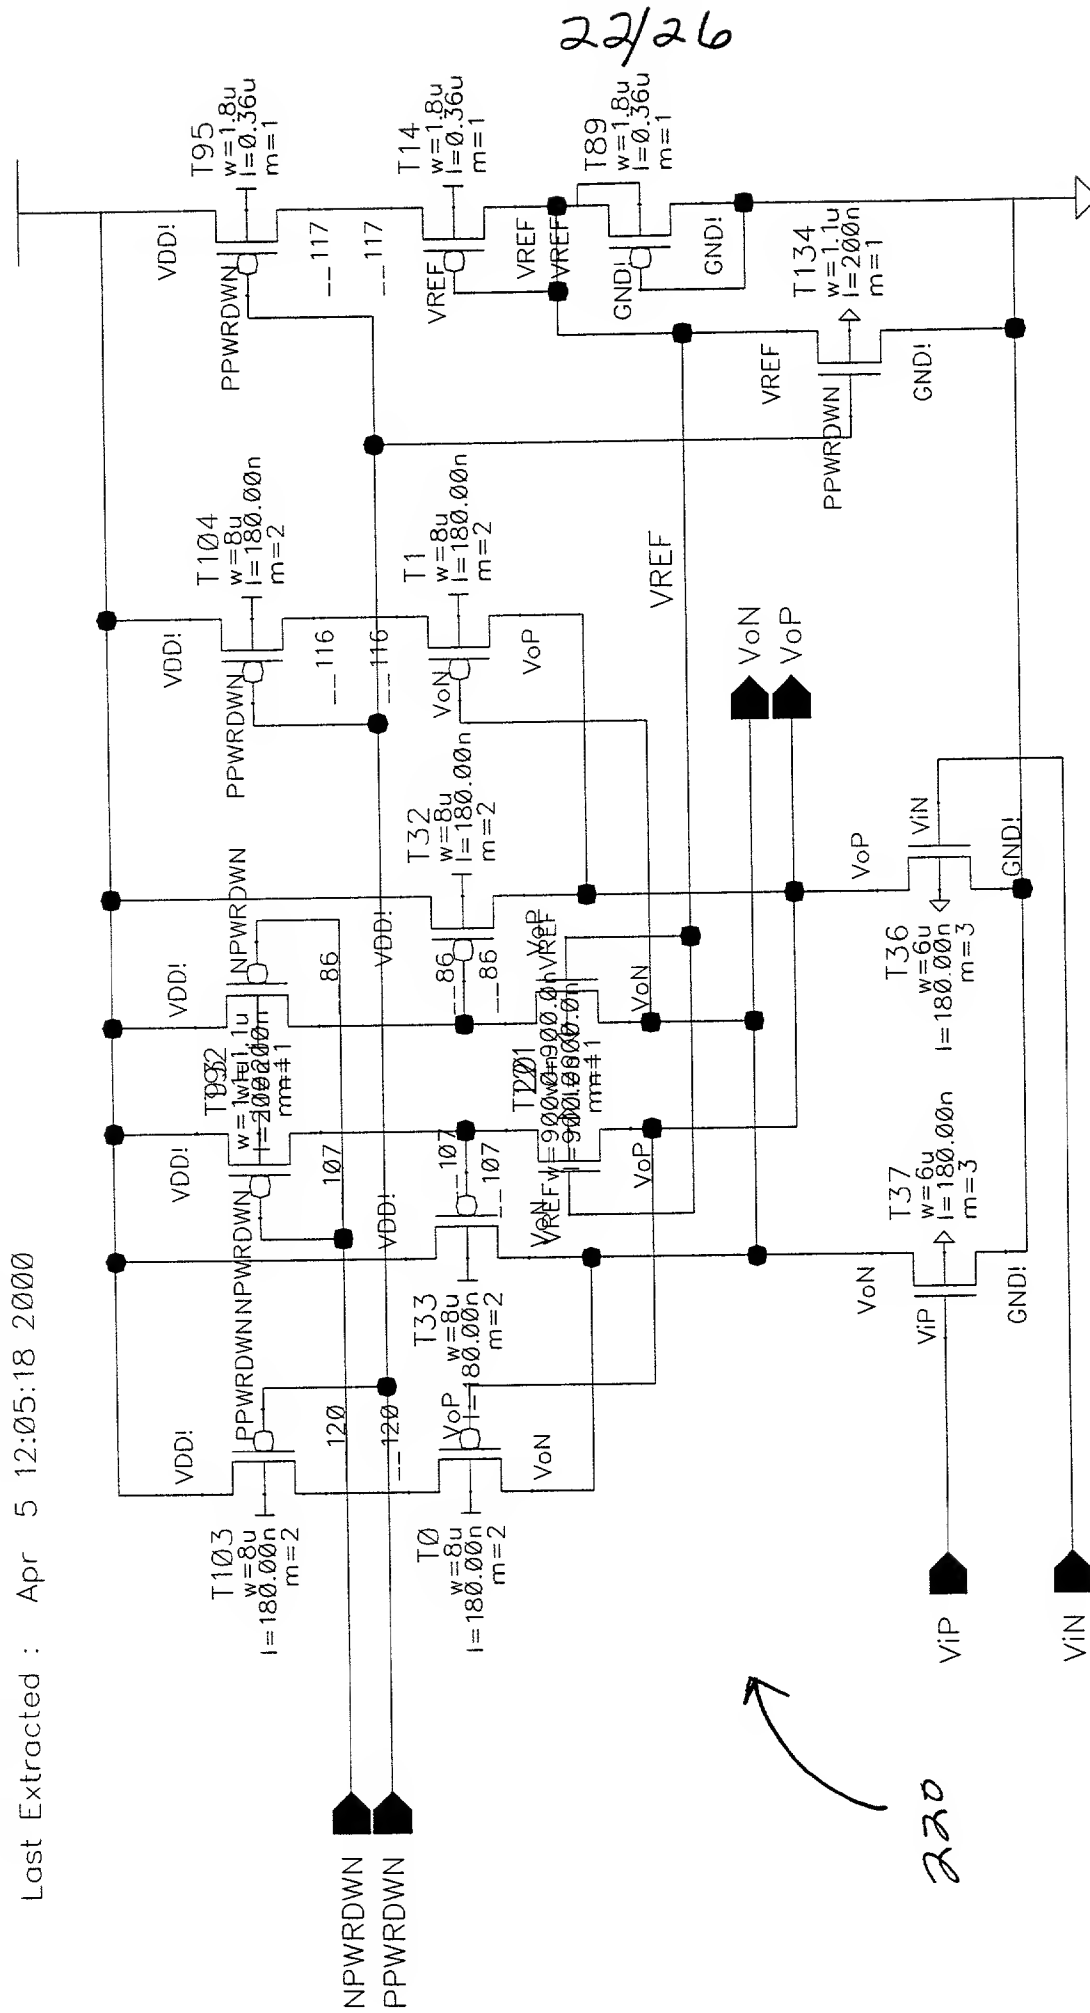 22/26
Last Extracted : Apr 5 12:05:18 2000
T95
w=1.8u
l=0.36u
m=1
VDD!
PPWRDWN
__117
__117
T14
w=1.8u
l=0.36u
m=1
VREF
VREF
VREF
T89
w=1.8u
l=0.36u
m=1
GND!
GND!
T134
w=1.1u
l=200n
m=1
VREF
PPWRDWN
GND!
T104
w=8u
l=180.00n
m=2
VDD!
PPWRDWN
__116
__116
T1
w=8u
l=180.00n
m=2
VoN
VoP
VREF
VoN
VoP
T32
w=8u
l=180.00n
m=2
VDD!
NPWRDWN
86
VDD!
__86
__86
VoP
VREF
VoN
VDD!
NPWRDWN
107
VDD!
__107
__107
VoN
VREF
VoP
T33
w=8u
l=180.00n
m=2
VDD!
PPWRDWN
120
__120
T103
w=8u
l=180.00n
m=2
T0
w=8u
l=180.00n
m=2
VoP
VoN
VoP
ViN
T36
w=6u
l=180.00n
m=3
GND!
T37
w=6u
l=180.00n
m=3
VoN
ViP
GND!
NPWRDWN
PPWRDWN
ViP
ViN
220